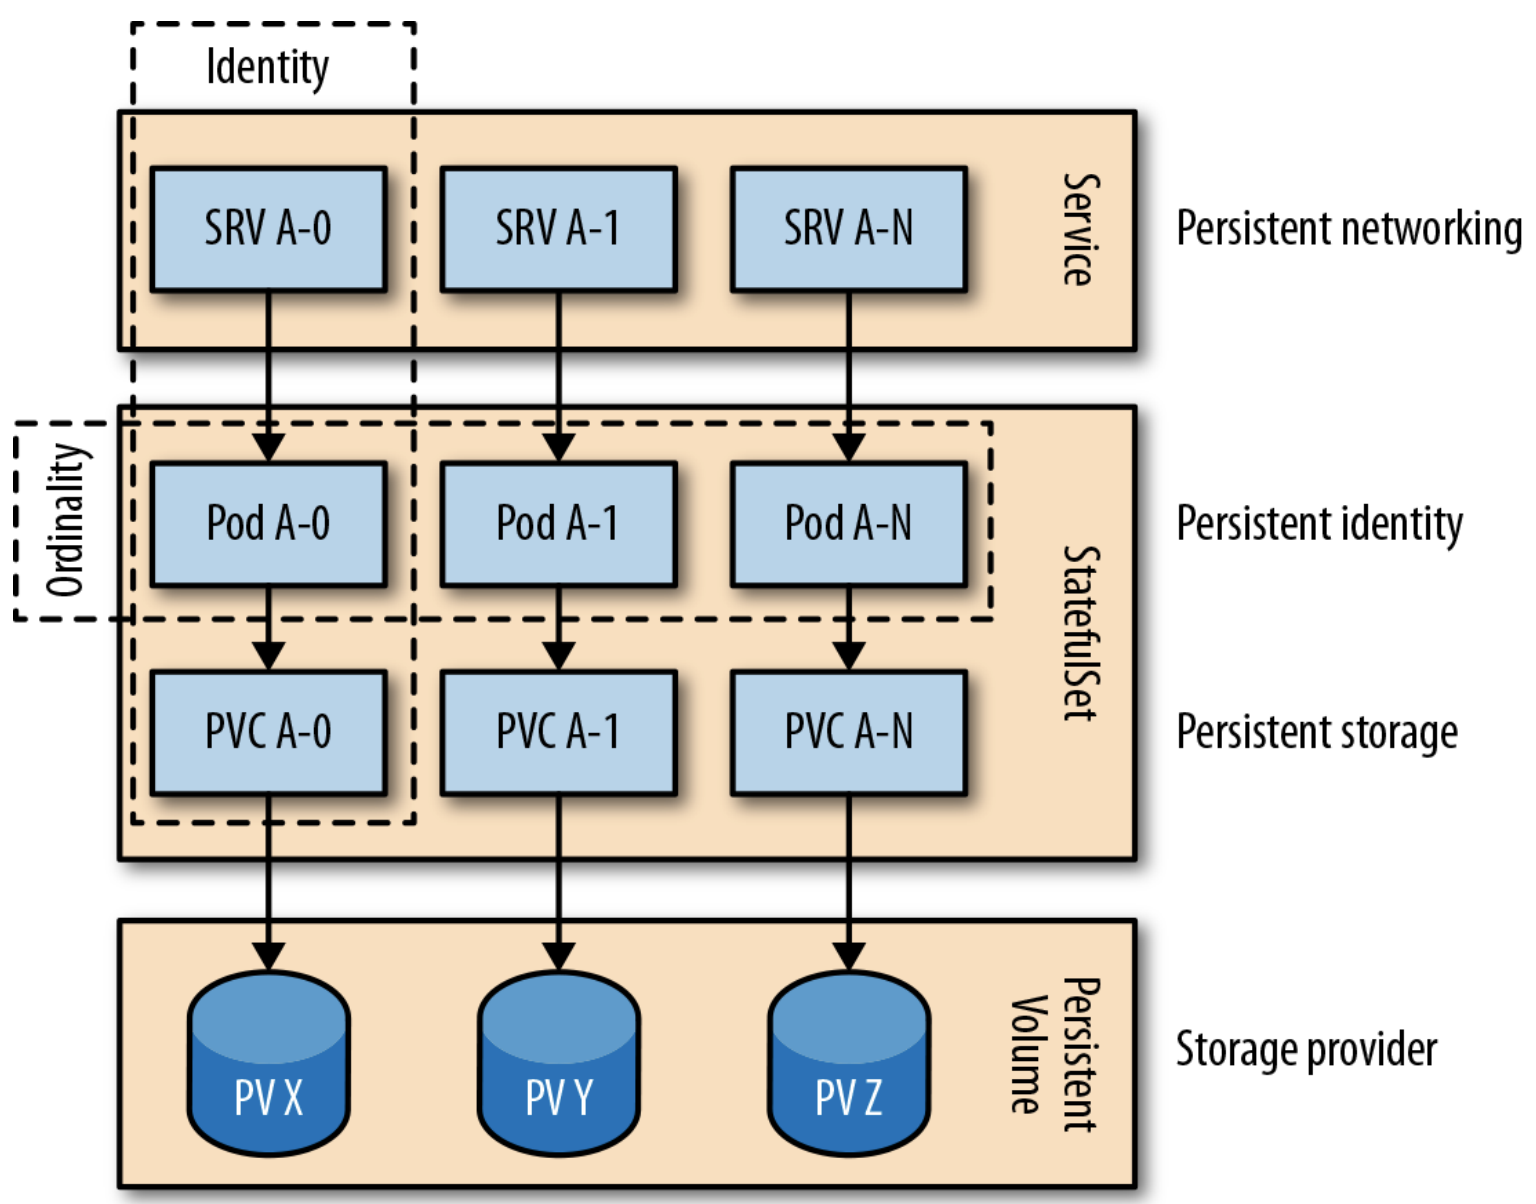 Identity
SRV A-0
SRV A-1
SRV A-N
Service
Persistent networking
Ordinality
Pod A-0
Pod A-1
Pod A-N
Persistent identity
StatefulSet
PVC A-0
PVC A-1
PVC A-N
Persistent storage
PV X
PV Y
PV Z
Persistent
Volume
Storage provider